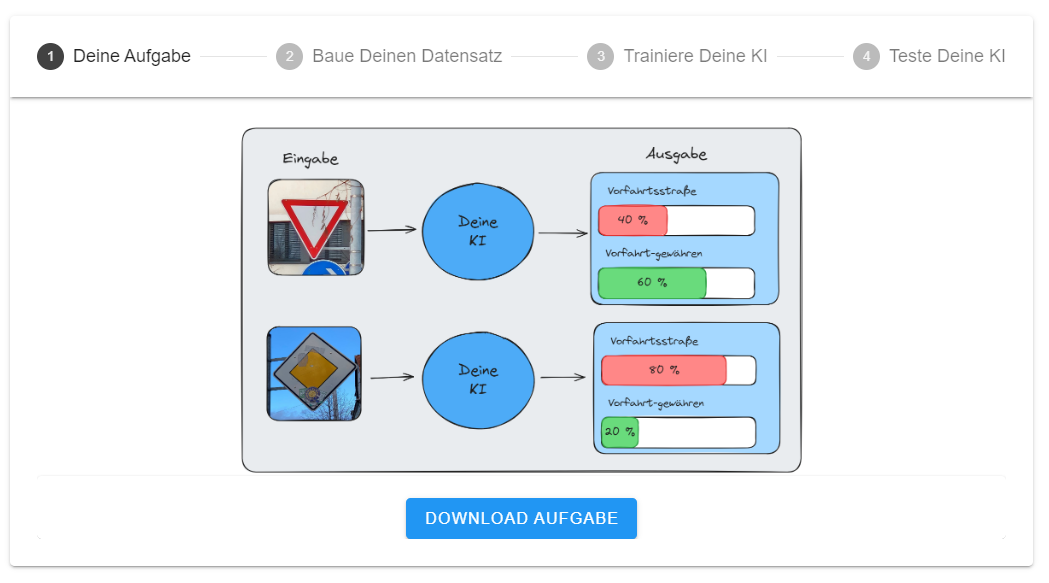 1 Deine Aufgabe
2 Baue Deinen Datensatz
3 Trainiere Deine KI
4 Teste Deine KI
Eingabe
Ausgabe
Deine
KI
Vorfahrtsstraße
40 %
Vorfahrt-gewähren
60 %
Deine
KI
Vorfahrtsstraße
80 %
Vorfahrt-gewähren
20 %
DOWNLOAD AUFGABE